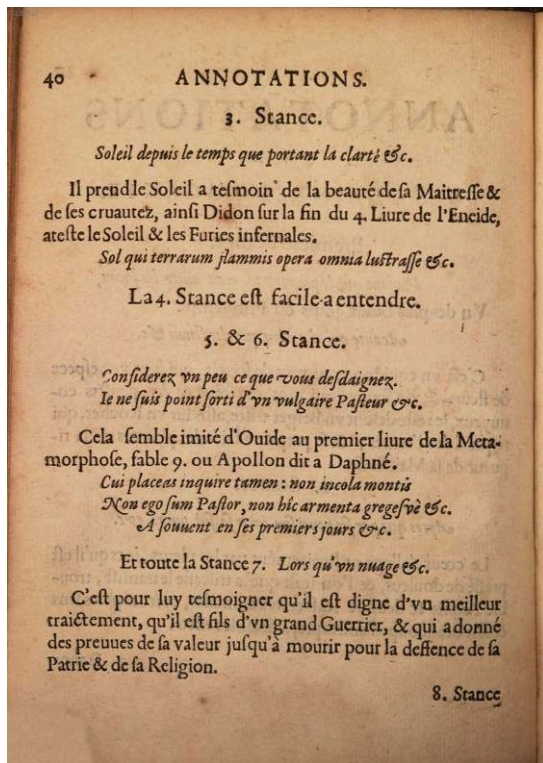 40 ANNOTATIONS.
3. Stance.
Soleil depuis le temps que portant la clarté &c.
Il prend le Soleil a tesmoin de la beauté de sa Maitresse &
de ses cruautez, ainsi Didon sur la fin du 4. Liure de l'Eneide,
ateste le Soleil & les Furies infernales.
Sol qui terrarum flammis opera omnia lustrasse &c.
La 4. Stance est facile a entendre.
5. & 6. Stance.
Considerez vn peu ce que vous desdaignez.
Ie ne suis point sorti d'vn vulgaire Pasteur &c.
Cela semble imité d'Ouide au premier liure de la Meta-
morphose, fable 9. ou Apollon dit a Daphné.
Cui placeas inquire tamen : non incola montis
Non ego sum Pastor, non hîc armenta gregesvè &c.
A souuent en ses premiers jours &c.
Et toute la Stance 7. Lors qu'vn nuage &c.
C'est pour luy tesmoigner qu'il est digne d'vn meilleur
traictement, qu'il est fils d'vn grand Guerrier, & qui a donné
des preuues de sa valeur jusqu'à mourir pour la deffence de sa
Patrie & de sa Religion.
8. Stance